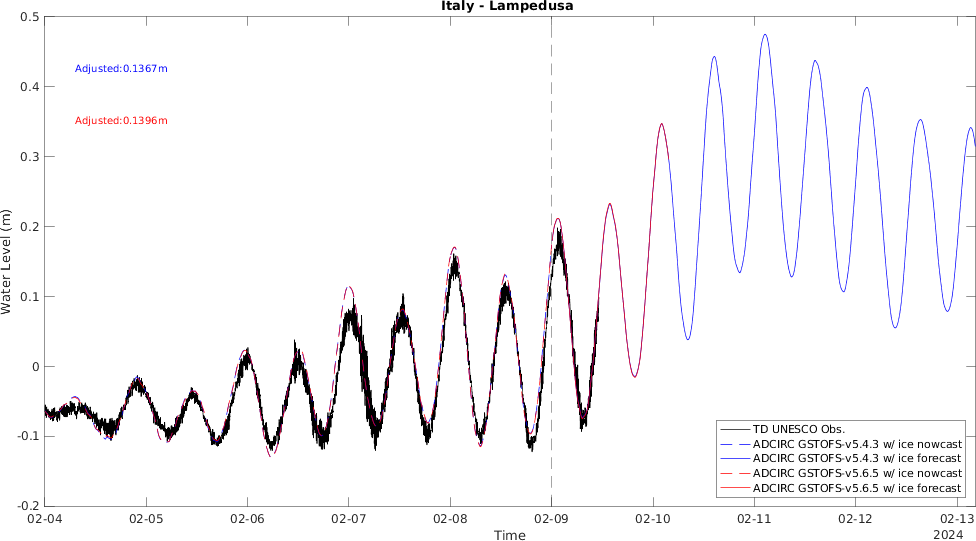 Italy - Lampedusa
0.5
0.4
0.3
0.2
0.1
0
-0.1
-0.2
Water Level (m)
Adjusted:0.1367m
Adjusted:0.1396m
TD UNESCO Obs.
ADCIRC GSTOFS-v5.4.3 w/ ice nowcast
ADCIRC GSTOFS-v5.4.3 w/ ice forecast
ADCIRC GSTOFS-v5.6.5 w/ ice nowcast
ADCIRC GSTOFS-v5.6.5 w/ ice forecast
02-04 02-05 02-06 02-07 02-08 02-09 02-10 02-11 02-12 02-13
Time
2024